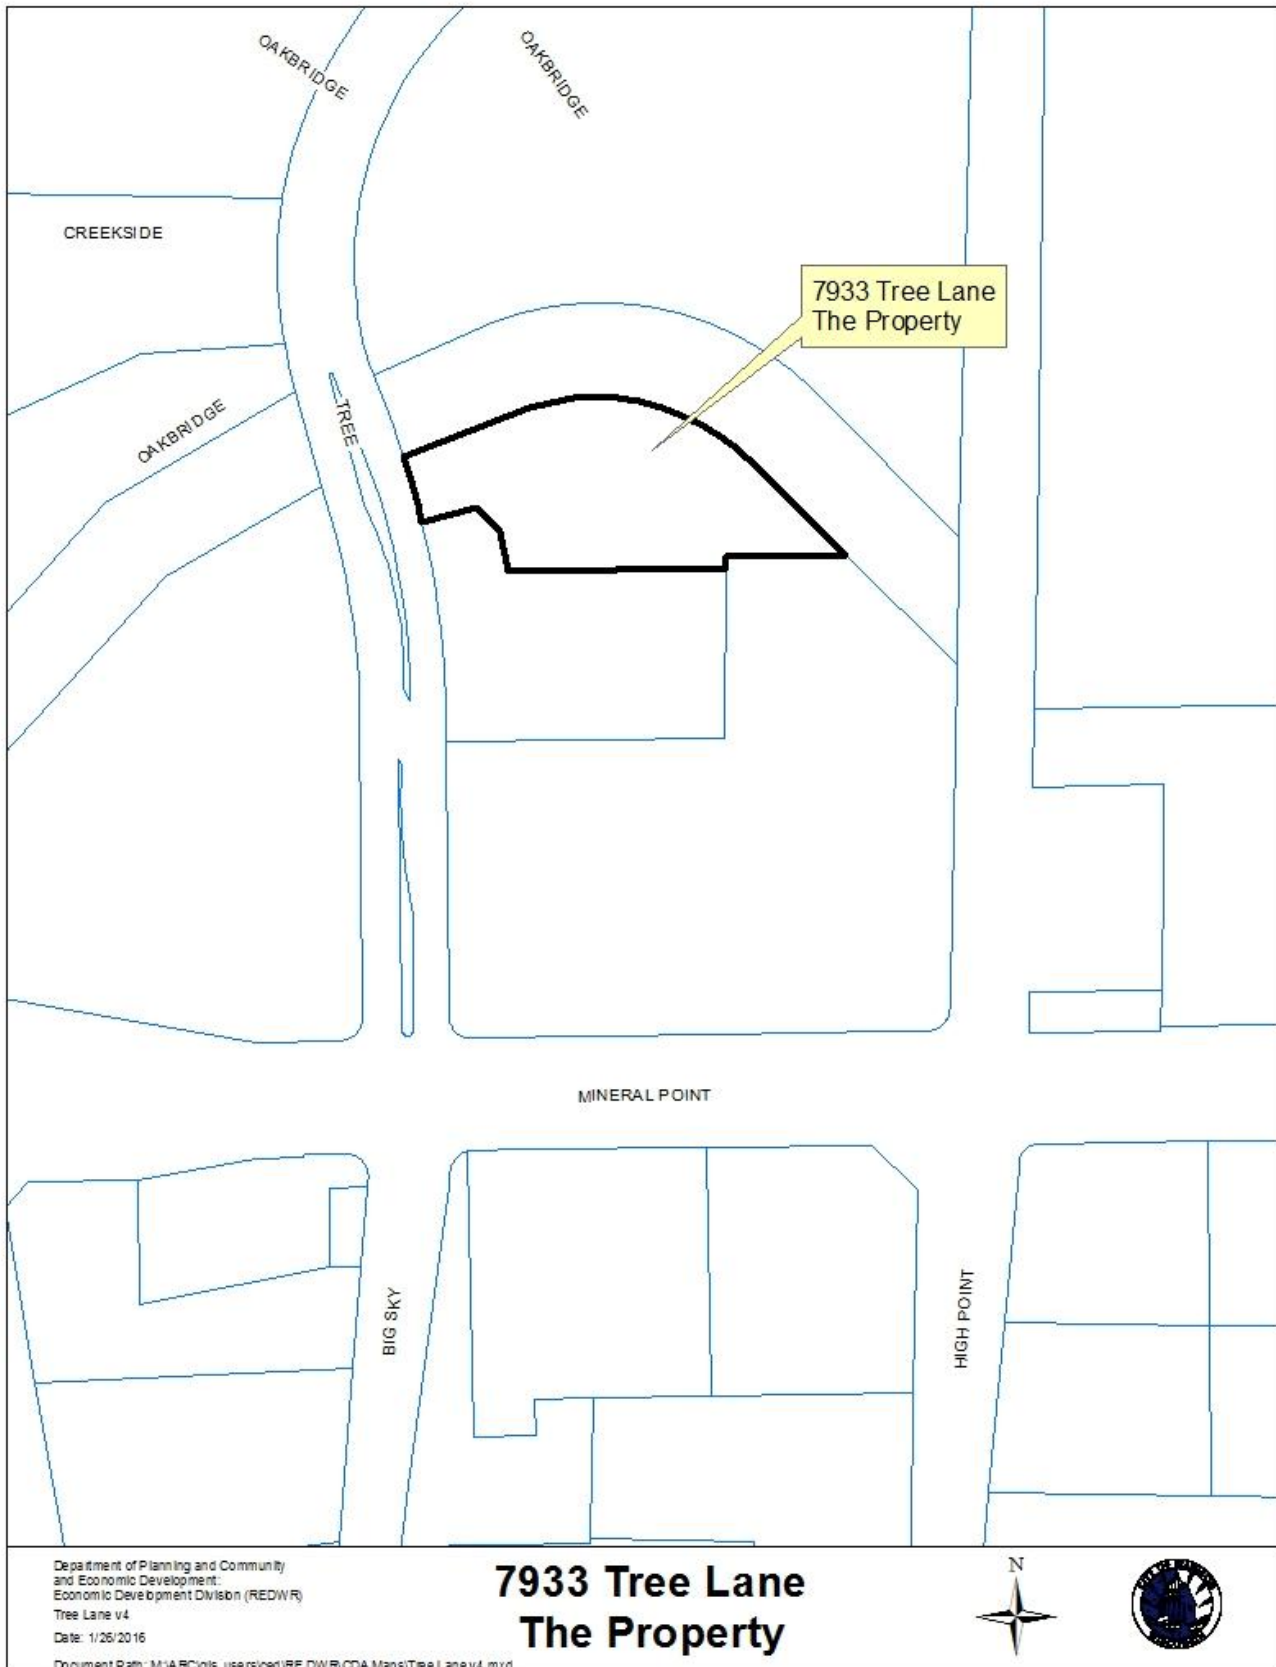 OAKBRIDGE
OAKBRIDGE
CREEKSIDE
7933 Tree Lane
The Property
OAKBRIDGE
TREE
MINERAL POINT
BIG SKY
HIGH POINT
Department of Planning and Community
and Economic Development:
Economic Development Division (REDWR)
Tree Lane v4
Date: 1/26/2016
7933 Tree Lane
The Property
N